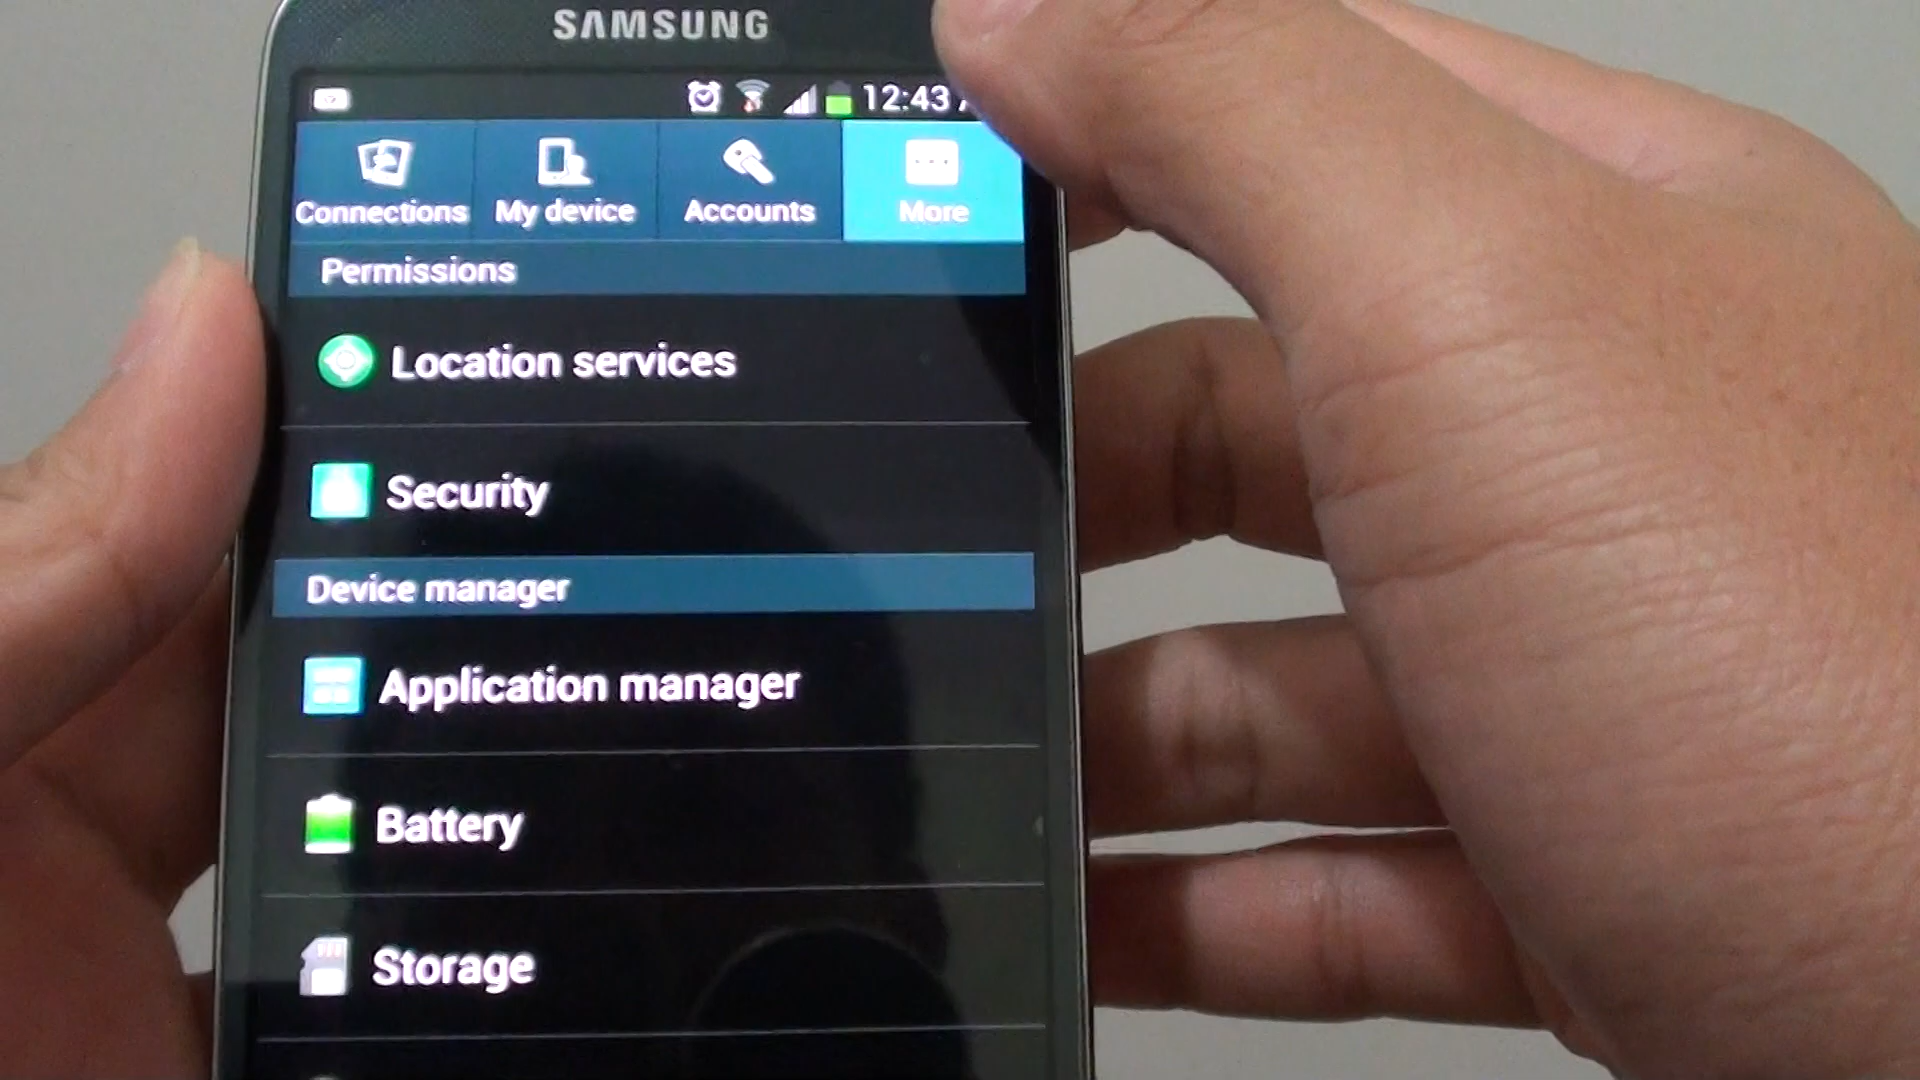 SAMSUNG
12:43
Connections My device Accounts More
Permissions
Location services
Security
Device manager
Application manager
Battery
Storage